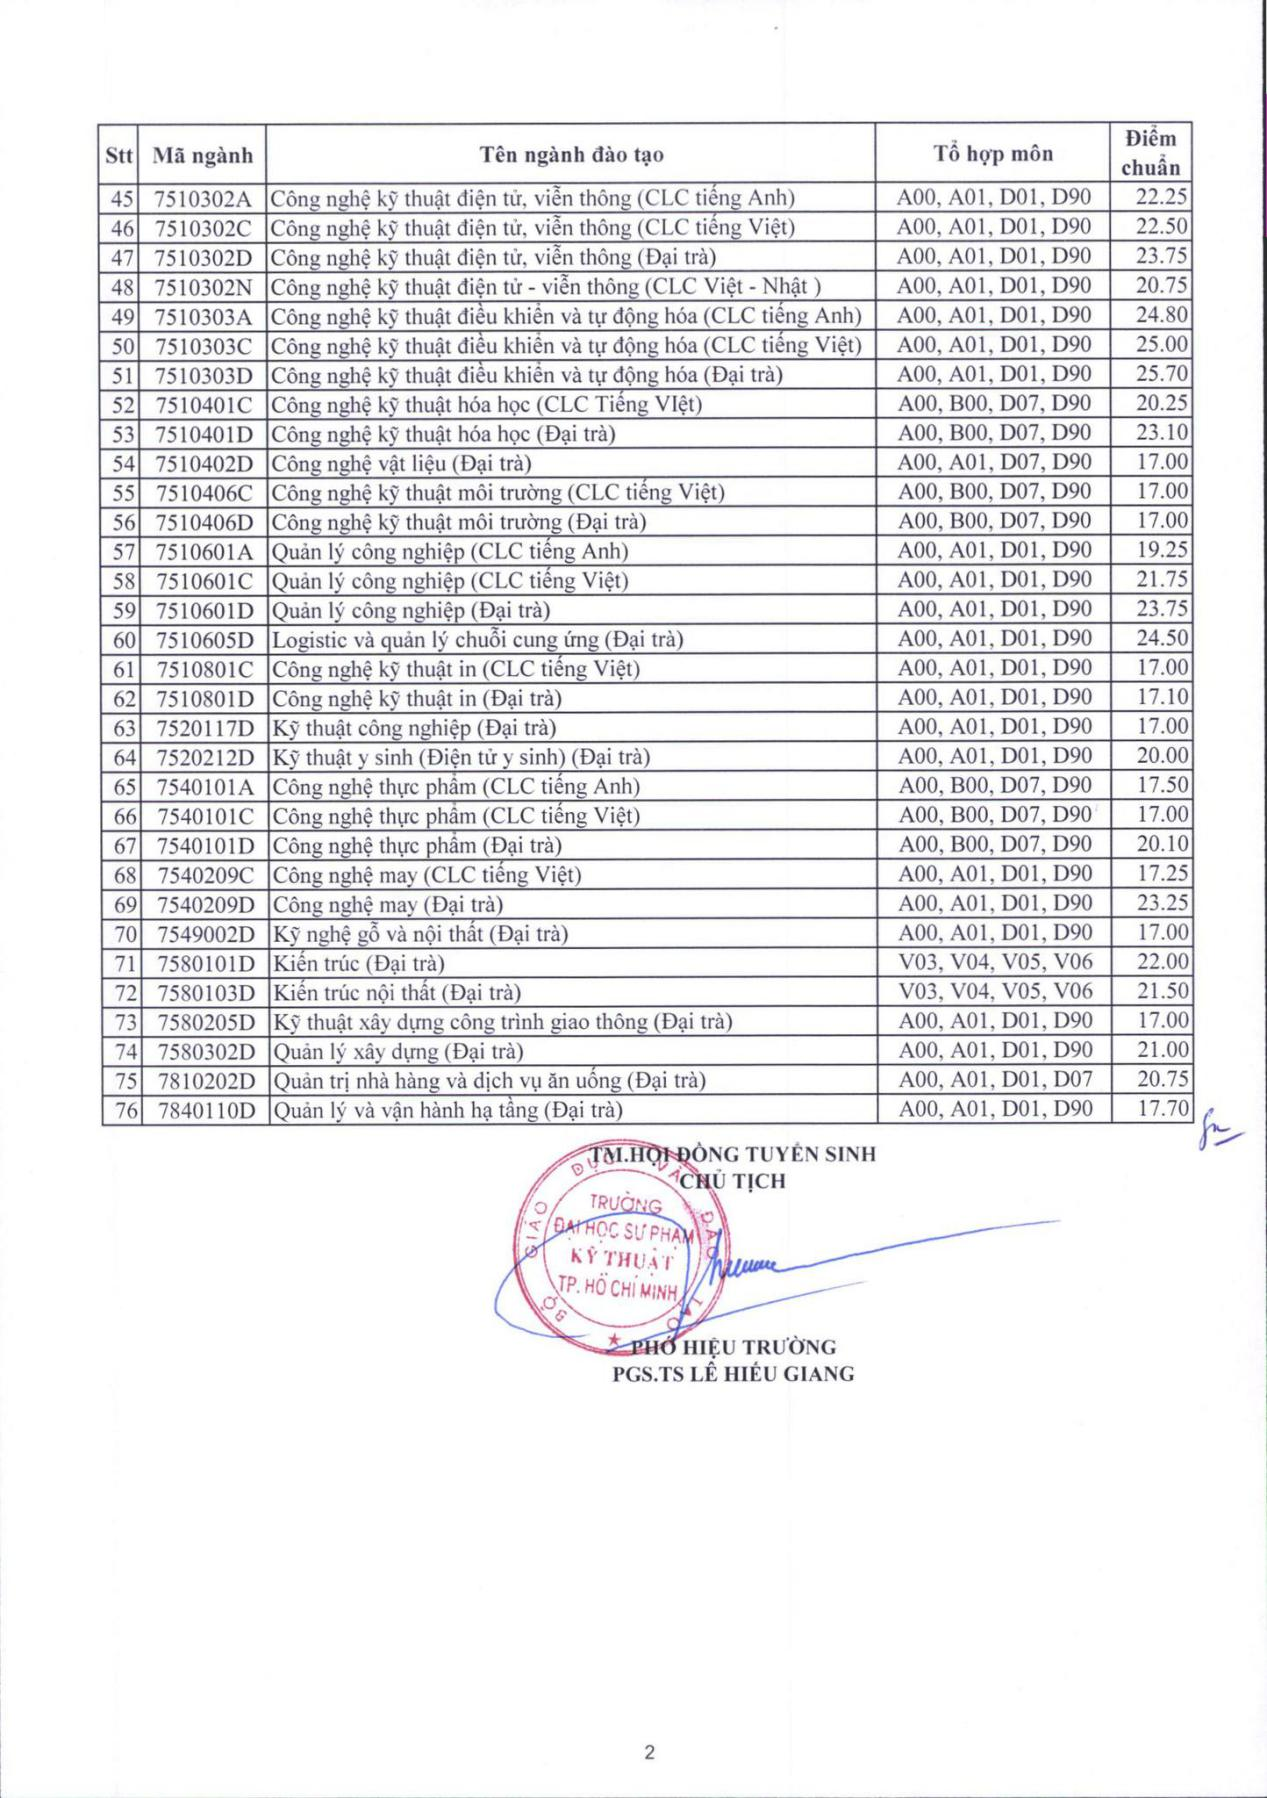 Stt Mã ngành Tên ngành đào tạo Tổ hợp môn Điểm chuẩn
45 7510302A Công nghệ kỹ thuật điện tử, viễn thông (CLC tiếng Anh) A00, A01, D01, D90 22.25
46 7510302C Công nghệ kỹ thuật điện tử, viễn thông (CLC tiếng Việt) A00, A01, D01, D90 22.50
47 7510302D Công nghệ kỹ thuật điện tử, viễn thông (Đại trà) A00, A01, D01, D90 23.75
48 7510302N Công nghệ kỹ thuật điện tử - viễn thông (CLC Việt - Nhật ) A00, A01, D01, D90 20.75
49 7510303A Công nghệ kỹ thuật điều khiển và tự động hóa (CLC tiếng Anh) A00, A01, D01, D90 24.80
50 7510303C Công nghệ kỹ thuật điều khiển và tự động hóa (CLC tiếng Việt) A00, A01, D01, D90 25.00
51 7510303D Công nghệ kỹ thuật điều khiển và tự động hóa (Đại trà) A00, A01, D01, D90 25.70
52 7510401C Công nghệ kỹ thuật hóa học (CLC Tiếng VIệt) A00, B00, D07, D90 20.25
53 7510401D Công nghệ kỹ thuật hóa học (Đại trà) A00, B00, D07, D90 23.10
54 7510402D Công nghệ vật liệu (Đại trà) A00, A01, D07, D90 17.00
55 7510406C Công nghệ kỹ thuật môi trường (CLC tiếng Việt) A00, B00, D07, D90 17.00
56 7510406D Công nghệ kỹ thuật môi trường (Đại trà) A00, B00, D07, D90 17.00
57 7510601A Quản lý công nghiệp (CLC tiếng Anh) A00, A01, D01, D90 19.25
58 7510601C Quản lý công nghiệp (CLC tiếng Việt) A00, A01, D01, D90 21.75
59 7510601D Quản lý công nghiệp (Đại trà) A00, A01, D01, D90 23.75
60 7510605D Logistic và quản lý chuỗi cung ứng (Đại trà) A00, A01, D01, D90 24.50
61 7510801C Công nghệ kỹ thuật in (CLC tiếng Việt) A00, A01, D01, D90 17.00
62 7510801D Công nghệ kỹ thuật in (Đại trà) A00, A01, D01, D90 17.10
63 7520117D Kỹ thuật công nghiệp (Đại trà) A00, A01, D01, D90 17.00
64 7520212D Kỹ thuật y sinh (Điện tử y sinh) (Đại trà) A00, A01, D01, D90 20.00
65 7540101A Công nghệ thực phẩm (CLC tiếng Anh) A00, B00, D07, D90 17.50
66 7540101C Công nghệ thực phẩm (CLC tiếng Việt) A00, B00, D07, D90 17.00
67 7540101D Công nghệ thực phẩm (Đại trà) A00, B00, D07, D90 20.10
68 7540209C Công nghệ may (CLC tiếng Việt) A00, A01, D01, D90 17.25
69 7540209D Công nghệ may (Đại trà) A00, A01, D01, D90 23.25
70 7549002D Kỹ nghệ gỗ và nội thất (Đại trà) A00, A01, D01, D90 17.00
71 7580101D Kiến trúc (Đại trà) V03, V04, V05, V06 22.00
72 7580103D Kiến trúc nội thất (Đại trà) V03, V04, V05, V06 21.50
73 7580205D Kỹ thuật xây dựng công trình giao thông (Đại trà) A00, A01, D01, D90 17.00
74 7580302D Quản lý xây dựng (Đại trà) A00, A01, D01, D90 21.00
75 7810202D Quản trị nhà hàng và dịch vụ ăn uống (Đại trà) A00, A01, D01, D07 20.75
76 7840110D Quản lý và vận hành hạ tầng (Đại trà) A00, A01, D01, D90 17.70
TM.HỘI ĐỒNG TUYỂN SINH
CHỦ TỊCH
BỘ GIÁO DỤC VÀ ĐÀO TẠO
TRƯỜNG
ĐẠI HỌC SƯ PHẠM
KỸ THUẬT
TP. HỒ CHÍ MINH
PHÓ HIỆU TRƯỞNG
PGS.TS LÊ HIẾU GIANG
2